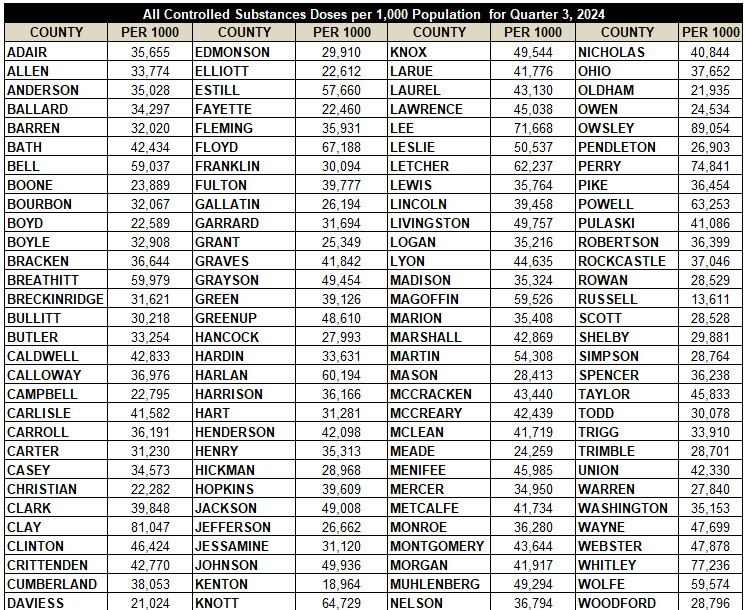 All Controlled Substances Doses per 1,000 Population for Quarter 3, 2024
COUNTY PER 1000 COUNTY PER 1000 COUNTY PER 1000 COUNTY PER 1000
ADAIR 35,655 EDMONSON 29,910 KNOX 49,544 NICHOLAS 40,844
ALLEN 33,774 ELLIOTT 22,612 LARUE 41,776 OHIO 37,652
ANDERSON 35,028 ESTILL 57,660 LAUREL 43,130 OLDHAM 21,935
BALLARD 34,297 FAYETTE 22,460 LAWRENCE 45,038 OWEN 24,534
BARREN 32,020 FLEMING 35,931 LEE 71,668 OWSLEY 89,054
BATH 42,434 FLOYD 67,188 LESLIE 50,537 PENDLETON 26,903
BELL 59,037 FRANKLIN 30,094 LETCHER 62,237 PERRY 74,841
BOONE 23,889 FULTON 39,777 LEWIS 35,764 PIKE 36,454
BOURBON 32,067 GALLATIN 26,194 LINCOLN 39,458 POWELL 63,253
BOYD 22,589 GARRARD 31,694 LIVINGSTON 49,757 PULASKI 41,086
BOYLE 32,908 GRANT 25,349 LOGAN 35,216 ROBERTSON 36,399
BRACKEN 36,644 GRAVES 41,842 LYON 44,635 ROCKCASTLE 37,046
BREATHITT 59,979 GRAYSON 49,454 MADISON 35,324 ROWAN 28,529
BRECKINRIDGE 31,621 GREEN 39,126 MAGOFFIN 59,526 RUSSELL 13,611
BULLITT 30,218 GREENUP 48,610 MARION 35,408 SCOTT 28,528
BUTLER 33,254 HANCOCK 27,993 MARSHALL 42,869 SHELBY 29,881
CALDWELL 42,833 HARDIN 33,631 MARTIN 54,308 SIMPSON 28,764
CALLOWAY 36,976 HARLAN 60,194 MASON 28,413 SPENCER 36,238
CAMPBELL 22,795 HARRISON 36,166 MCCRACKEN 43,440 TAYLOR 45,833
CARLISLE 41,582 HART 31,281 MCCREARY 42,439 TODD 30,078
CARROLL 36,191 HENDERSON 42,098 MCLEAN 41,719 TRIGG 33,910
CARTER 31,230 HENRY 35,313 MEADE 24,259 TRIMBLE 28,701
CASEY 34,573 HICKMAN 28,968 MENIFEE 45,985 UNION 42,330
CHRISTIAN 22,282 HOPKINS 39,609 MERCER 34,950 WARREN 27,840
CLARK 39,848 JACKSON 49,008 METCALFE 41,734 WASHINGTON 35,153
CLAY 81,047 JEFFERSON 26,662 MONROE 36,280 WAYNE 47,699
CLINTON 46,424 JESSAMINE 31,120 MONTGOMERY 43,644 WEBSTER 47,878
CRITTENDEN 42,770 JOHNSON 49,936 MORGAN 41,917 WHITLEY 77,236
CUMBERLAND 38,053 KENTON 18,964 MUHLENBERG 49,294 WOLFE 59,574
DAVIESS 21,024 KNOTT 64,729 NELSON 36,794 WOODFORD 28,796